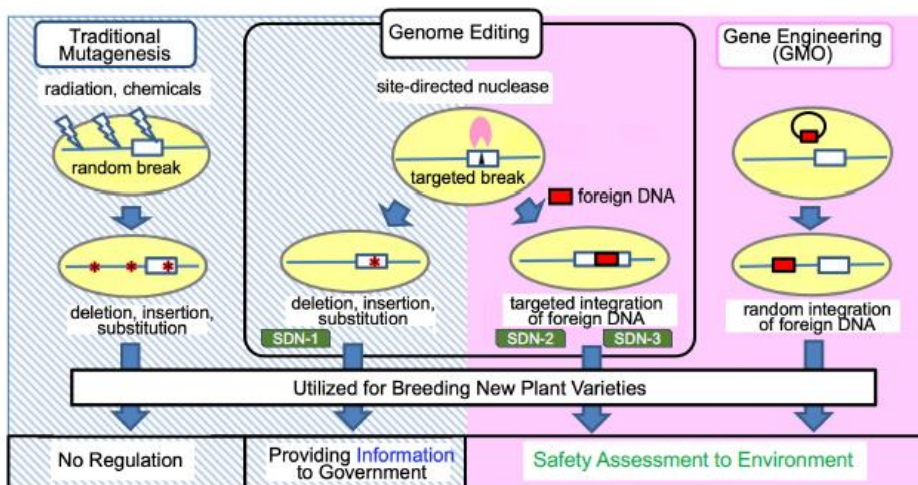 Traditional
Mutagenesis
Genome Editing
Gene Engineering
(GMO)
radiation, chemicals
site-directed nuclease
random break
targeted break
foreign DNA
deletion, insertion,
substitution
deletion, insertion,
substitution
targeted integration
of foreign DNA
random integration
of foreign DNA
SDN-1
SDN-2
SDN-3
Utilized for Breeding New Plant Varieties
No Regulation
Providing Information
to Government
Safety Assessment to Environment